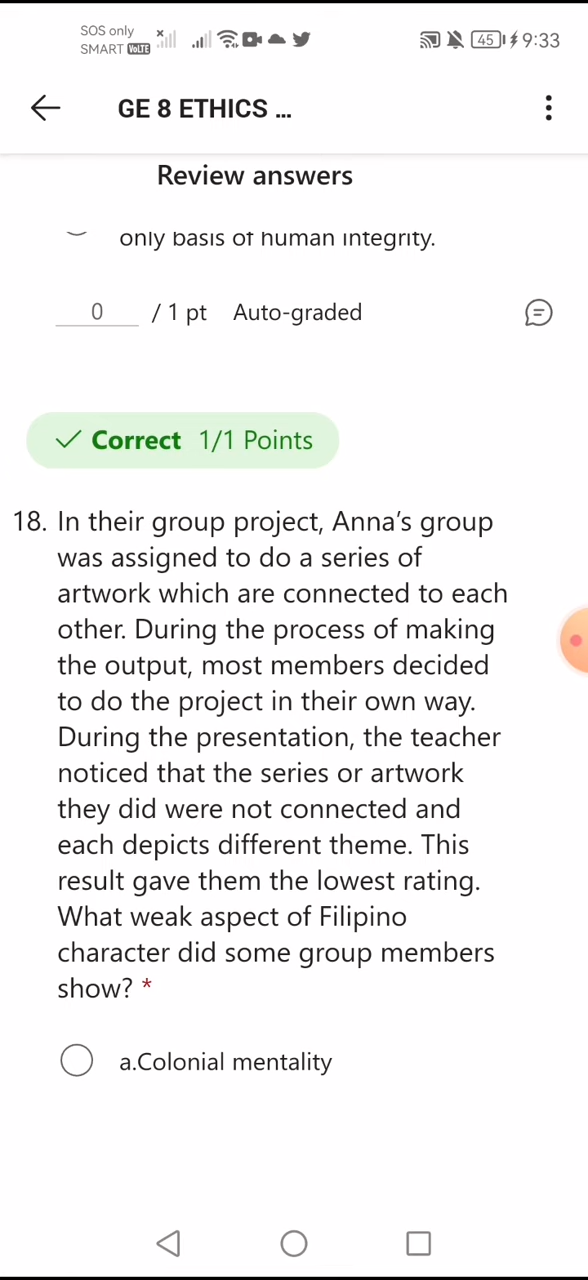 SOS only
SMART VoLTE
45 9:33
GE 8 ETHICS ...
Review answers
only basis of human integrity.
0 / 1 pt Auto-graded
Correct 1/1 Points
18. In their group project, Anna's group
was assigned to do a series of
artwork which are connected to each
other. During the process of making
the output, most members decided
to do the project in their own way.
During the presentation, the teacher
noticed that the series or artwork
they did were not connected and
each depicts different theme. This
result gave them the lowest rating.
What weak aspect of Filipino
character did some group members
show? *
a.Colonial mentality